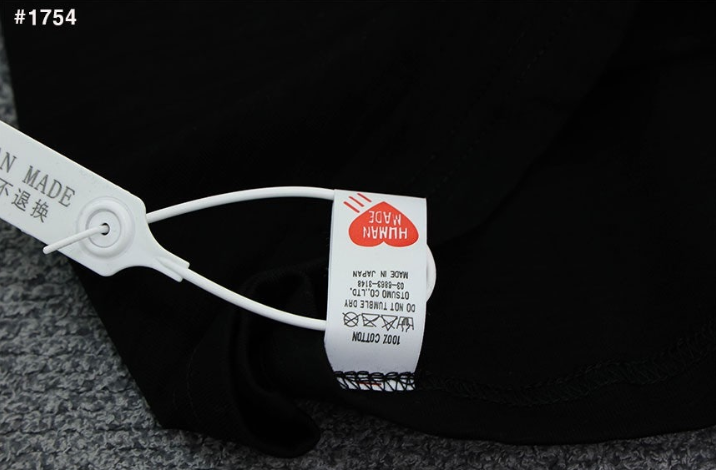 #1754
AN MADE
不退换
100% COTTON
DO NOT TUMBLE DRY
OTSUMO CO.,LTD.
03-6863-3148
MADE IN JAPAN
HUMAN
MADE